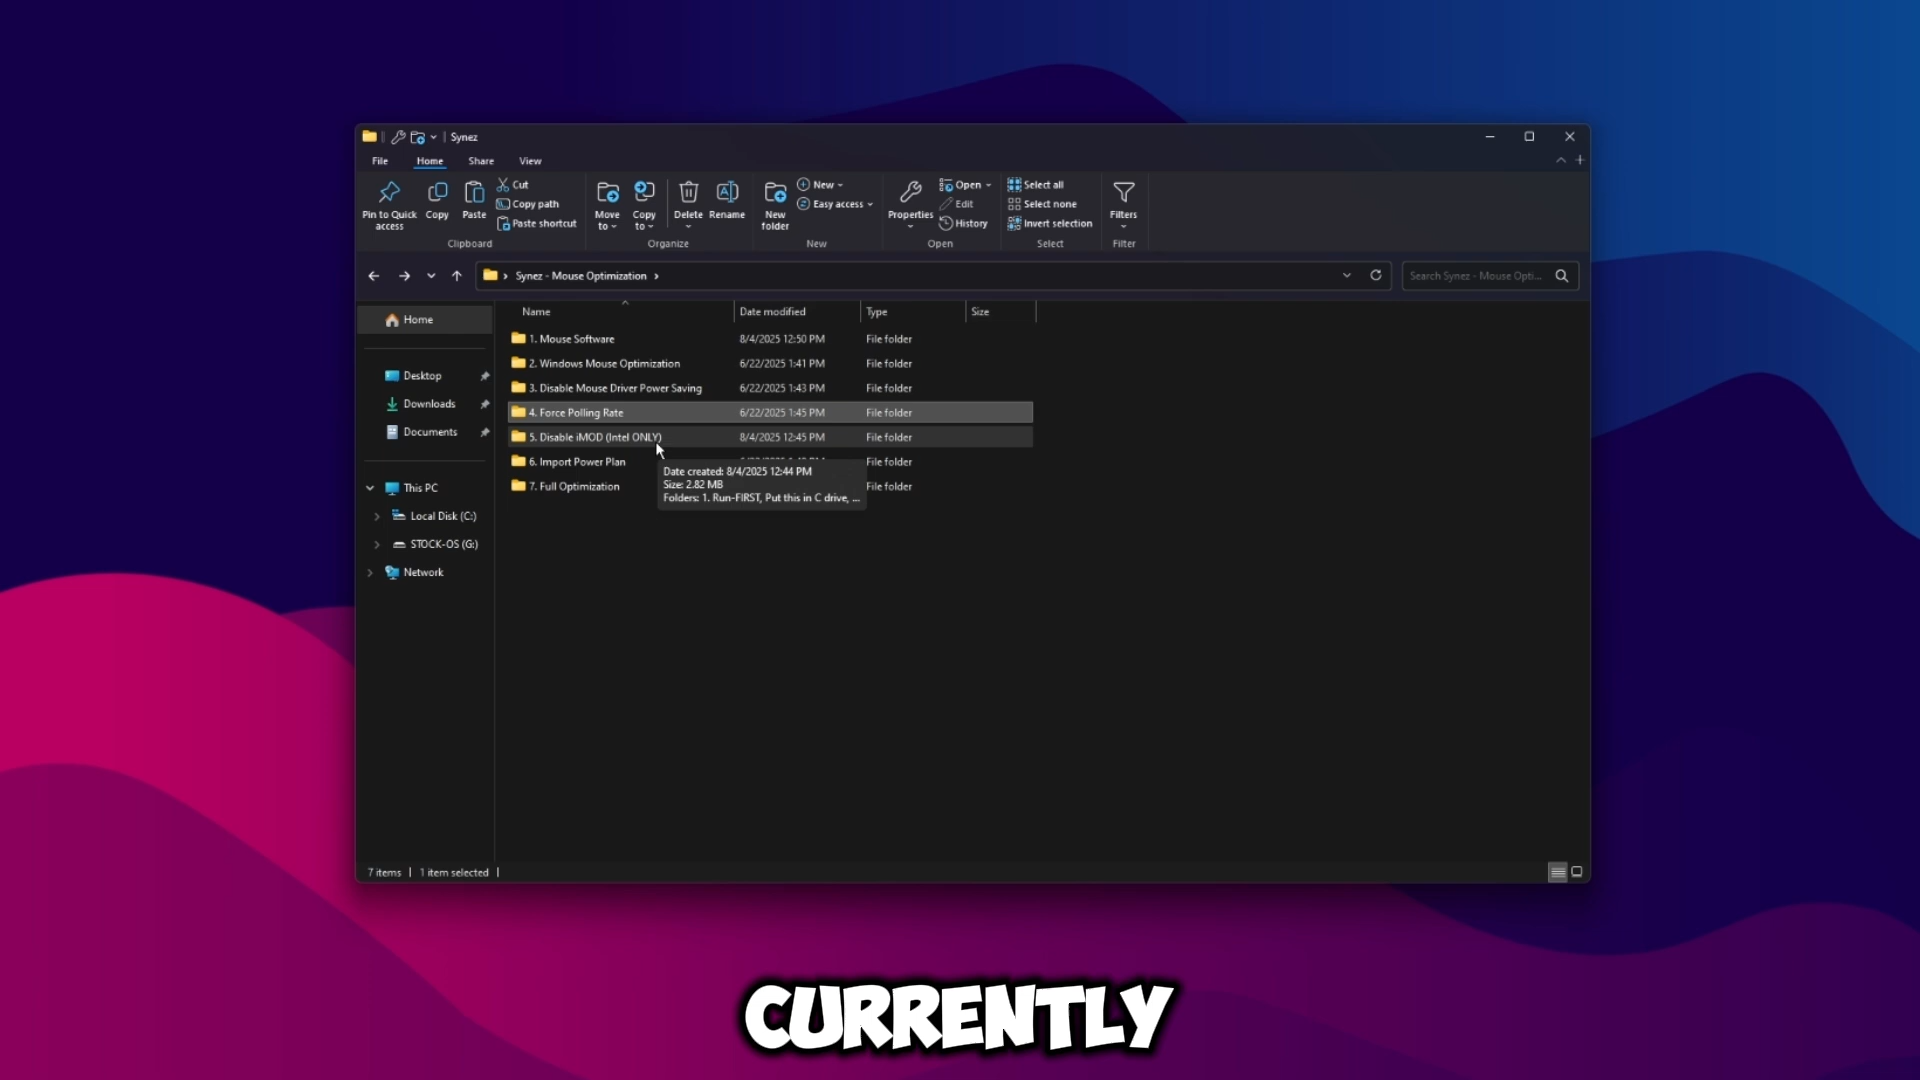 Synez
File Home Share View
Pin to Quick access
Copy
Paste
Cut
Copy path
Paste shortcut
Clipboard
Move to
Copy to
Delete
Rename
Organize
New folder
New
Easy access
New
Properties
Open
Edit
History
Open
Select all
Select none
Invert selection
Select
Filters
Filter
Synez - Mouse Optimization
Search Synez - Mouse Opti...
Home
Desktop
Downloads
Documents
This PC
Local Disk (C:)
STOCK-OS (G:)
Network
Name Date modified Type Size
1. Mouse Software 8/4/2025 12:50 PM File folder
2. Windows Mouse Optimization 6/22/2025 1:41 PM File folder
3. Disable Mouse Driver Power Saving 6/22/2025 1:43 PM File folder
4. Force Polling Rate 6/22/2025 1:45 PM File folder
5. Disable iMOD (Intel ONLY) 8/4/2025 12:45 PM File folder
6. Import Power Plan File folder
7. Full Optimization File folder
Date created: 8/4/2025 12:44 PM
Size: 2.82 MB
Folders: 1. Run-FIRST, Put this in C drive, ...
7 items 1 item selected
CURRENTLY